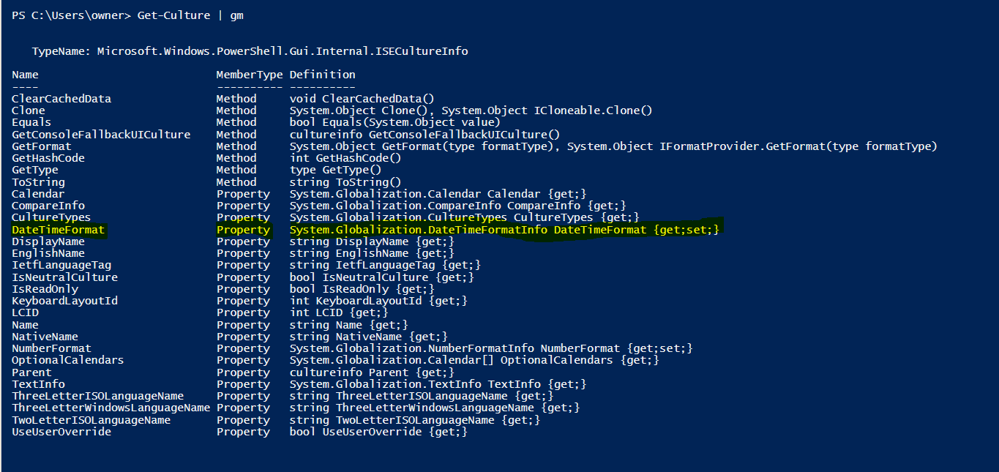 PS C:\Users\owner> Get-Culture | gm
TypeName: Microsoft.Windows.PowerShell.Gui.Internal.ISECultureInfo
Name MemberType Definition
---- ---------- ----------
ClearCachedData Method void ClearCachedData()
Clone Method System.Object Clone(), System.Object ICloneable.Clone()
Equals Method bool Equals(System.Object value)
GetConsoleFallbackUICulture Method cultureinfo GetConsoleFallbackUICulture()
GetFormat Method System.Object GetFormat(type formatType), System.Object IFormatProvider.GetFormat(type formatType)
GetHashCode Method int GetHashCode()
GetType Method type GetType()
ToString Method string ToString()
Calendar Property System.Globalization.Calendar Calendar {get;}
CompareInfo Property System.Globalization.CompareInfo CompareInfo {get;}
CultureTypes Property System.Globalization.CultureTypes CultureTypes {get;}
DateTimeFormat Property System.Globalization.DateTimeFormatInfo DateTimeFormat {get;set;}
DisplayName Property string DisplayName {get;}
EnglishName Property string EnglishName {get;}
IetfLanguageTag Property string IetfLanguageTag {get;}
IsNeutralCulture Property bool IsNeutralCulture {get;}
IsReadOnly Property bool IsReadOnly {get;}
KeyboardLayoutId Property int KeyboardLayoutId {get;}
LCID Property int LCID {get;}
Name Property string Name {get;}
NativeName Property string NativeName {get;}
NumberFormat Property System.Globalization.NumberFormatInfo NumberFormat {get;set;}
OptionalCalendars Property System.Globalization.Calendar[] OptionalCalendars {get;}
Parent Property cultureinfo Parent {get;}
TextInfo Property System.Globalization.TextInfo TextInfo {get;}
ThreeLetterISOLanguageName Property string ThreeLetterISOLanguageName {get;}
ThreeLetterWindowsLanguageName Property string ThreeLetterWindowsLanguageName {get;}
TwoLetterISOLanguageName Property string TwoLetterISOLanguageName {get;}
UseUserOverride Property bool UseUserOverride {get;}